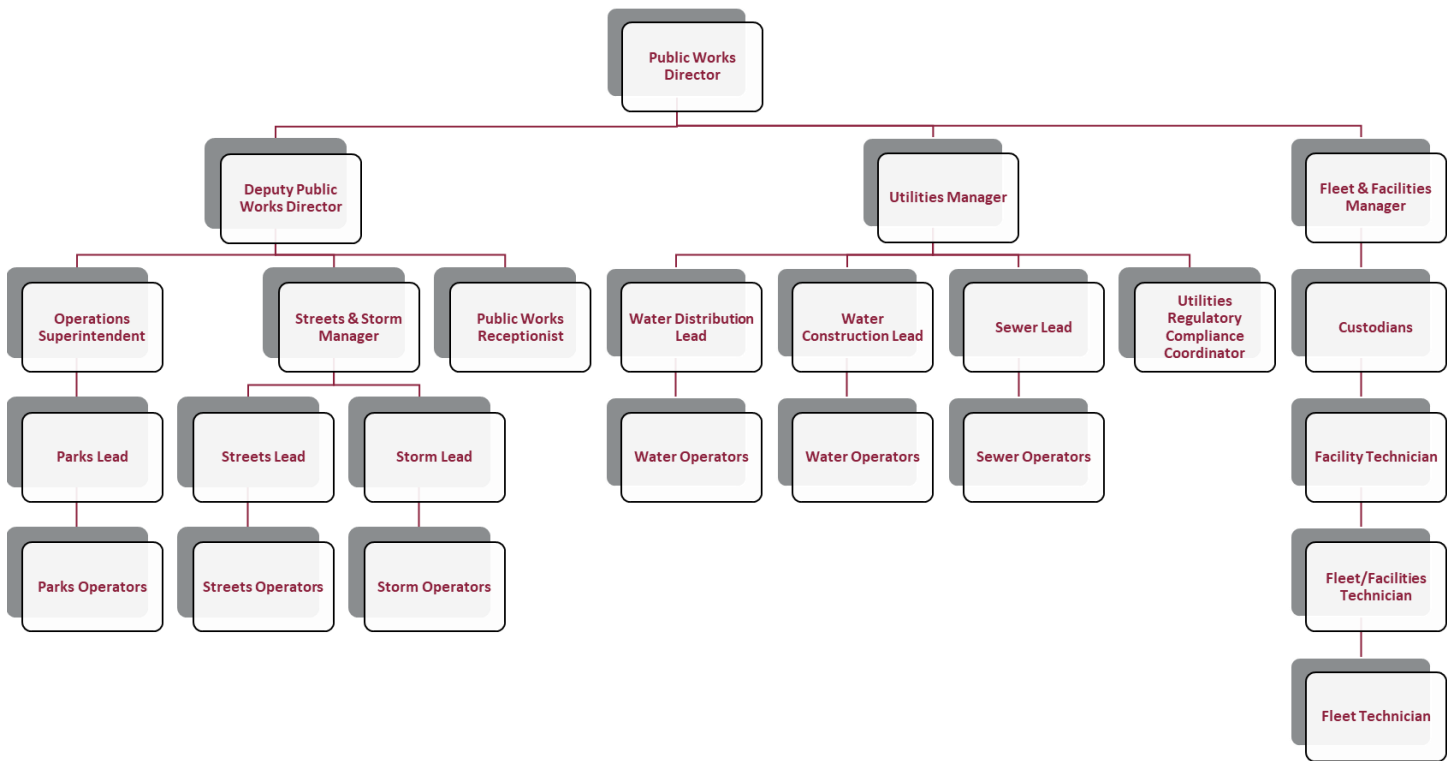 Public Works
Director
Deputy Public
Works Director
Utilities Manager
Fleet & Facilities
Manager
Operations
Superintendent
Streets & Storm
Manager
Public Works
Receptionist
Water Distribution
Lead
Water
Construction Lead
Sewer Lead
Utilities
Regulatory
Compliance
Coordinator
Custodians
Parks Lead
Streets Lead
Storm Lead
Water Operators
Water Operators
Sewer Operators
Facility Technician
Parks Operators
Streets Operators
Storm Operators
Fleet/Facilities
Technician
Fleet Technician